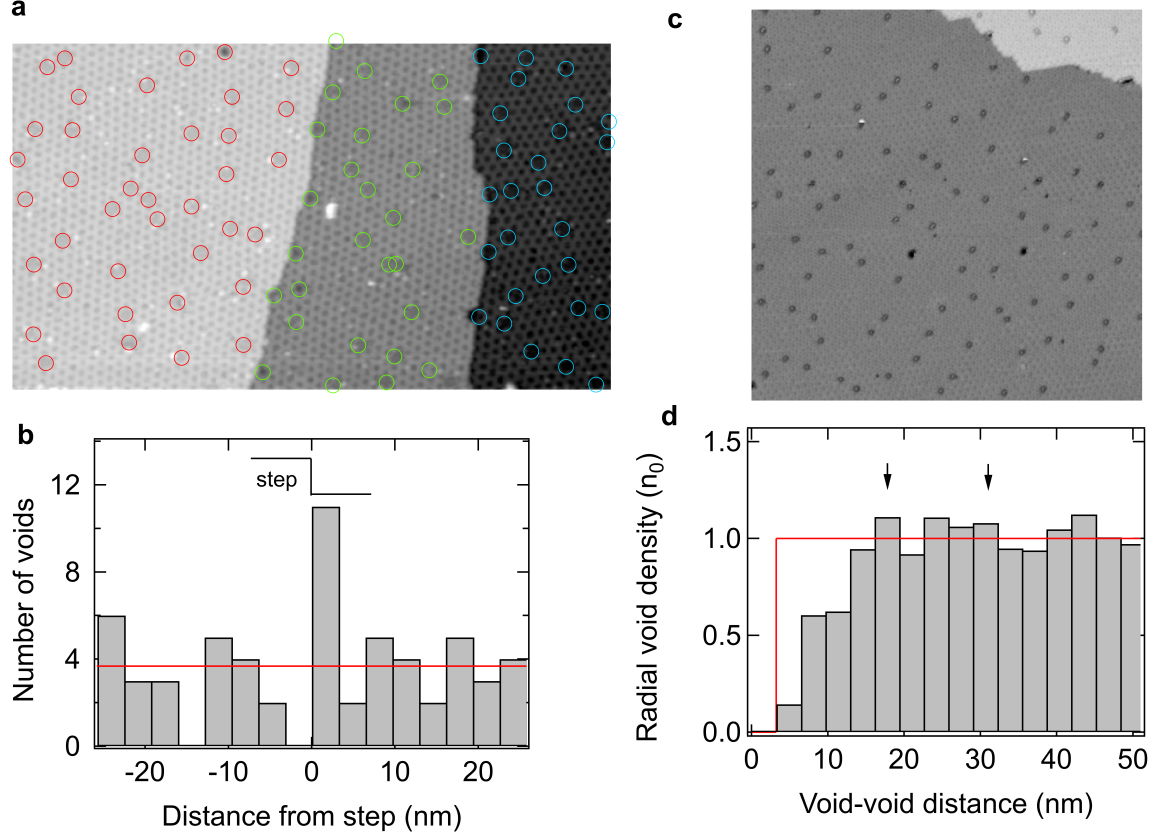 a
c
b
step
12
8
4
0
Number of voids
-20
-10
0
10
20
Distance from step (nm)
d
1.5
1.0
0.5
0.0
Radial void density (n₀)
0
10
20
30
40
50
Void-void distance (nm)